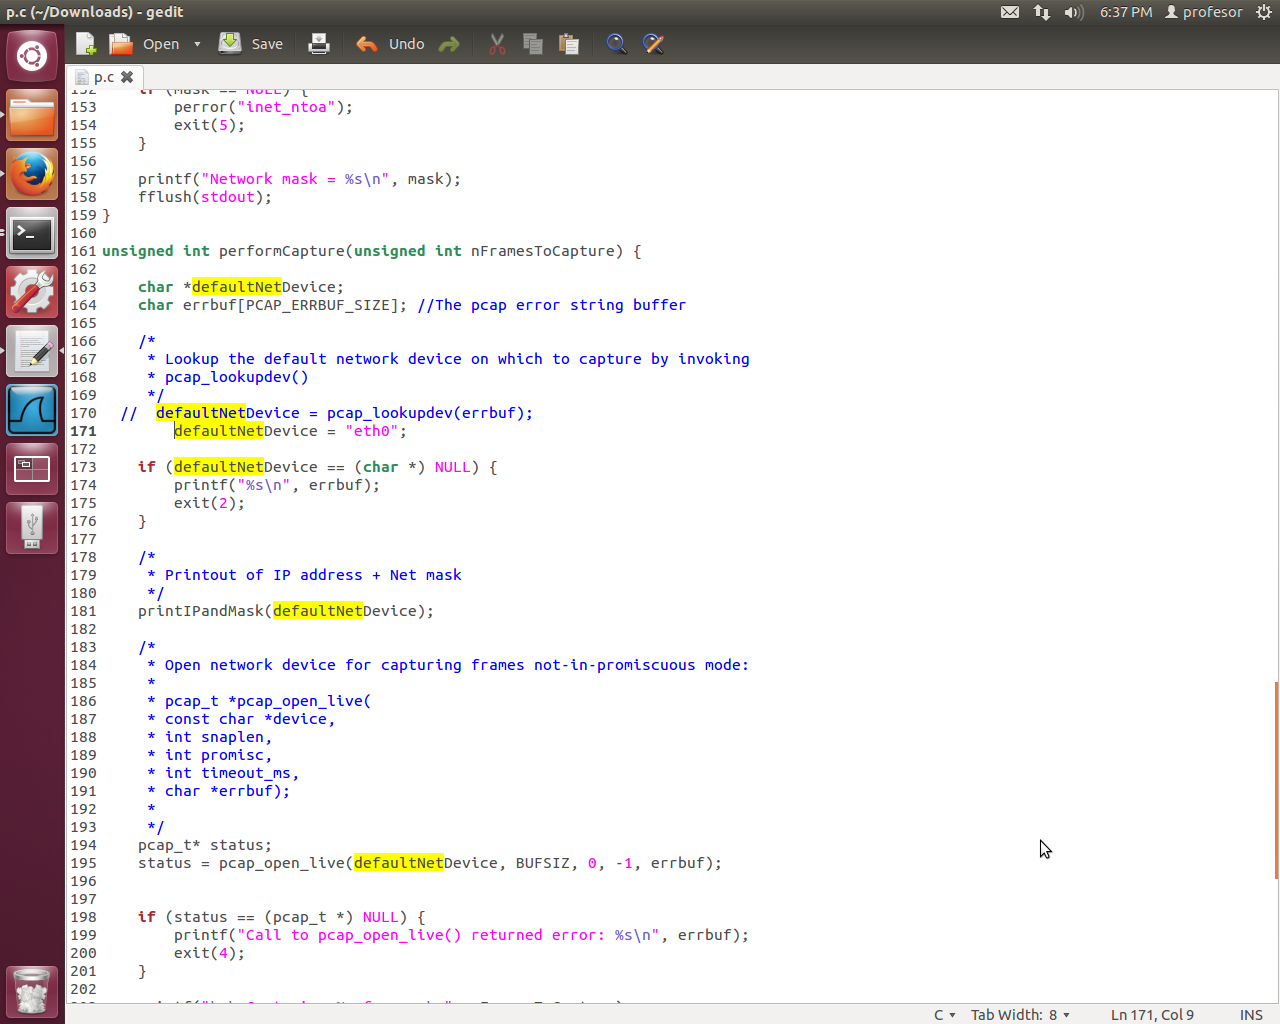 p.c (~/Downloads) - gedit
6:37 PM
profesor
Open
Save
Undo
p.c
152     if (mask == NULL) {
153         perror("inet_ntoa");
154         exit(5);
155     }
156
157     printf("Network mask = %s\n", mask);
158     fflush(stdout);
159 }
160
161 unsigned int performCapture(unsigned int nFramesToCapture) {
162
163     char *defaultNetDevice;
164     char errbuf[PCAP_ERRBUF_SIZE]; //The pcap error string buffer
165
166     /*
167      * Lookup the default network device on which to capture by invoking
168      * pcap_lookupdev()
169      */
170   //  defaultNetDevice = pcap_lookupdev(errbuf);
171         defaultNetDevice = "eth0";
172
173     if (defaultNetDevice == (char *) NULL) {
174         printf("%s\n", errbuf);
175         exit(2);
176     }
177
178     /*
179      * Printout of IP address + Net mask
180      */
181     printIPandMask(defaultNetDevice);
182
183     /*
184      * Open network device for capturing frames not-in-promiscuous mode:
185      *
186      * pcap_t *pcap_open_live(
187      * const char *device,
188      * int snaplen,
189      * int promisc,
190      * int timeout_ms,
191      * char *errbuf);
192      *
193      */
194     pcap_t* status;
195     status = pcap_open_live(defaultNetDevice, BUFSIZ, 0, -1, errbuf);
196
197
198     if (status == (pcap_t *) NULL) {
199         printf("Call to pcap_open_live() returned error: %s\n", errbuf);
200         exit(4);
201     }
202
C
Tab Width: 8
Ln 171, Col 9
INS